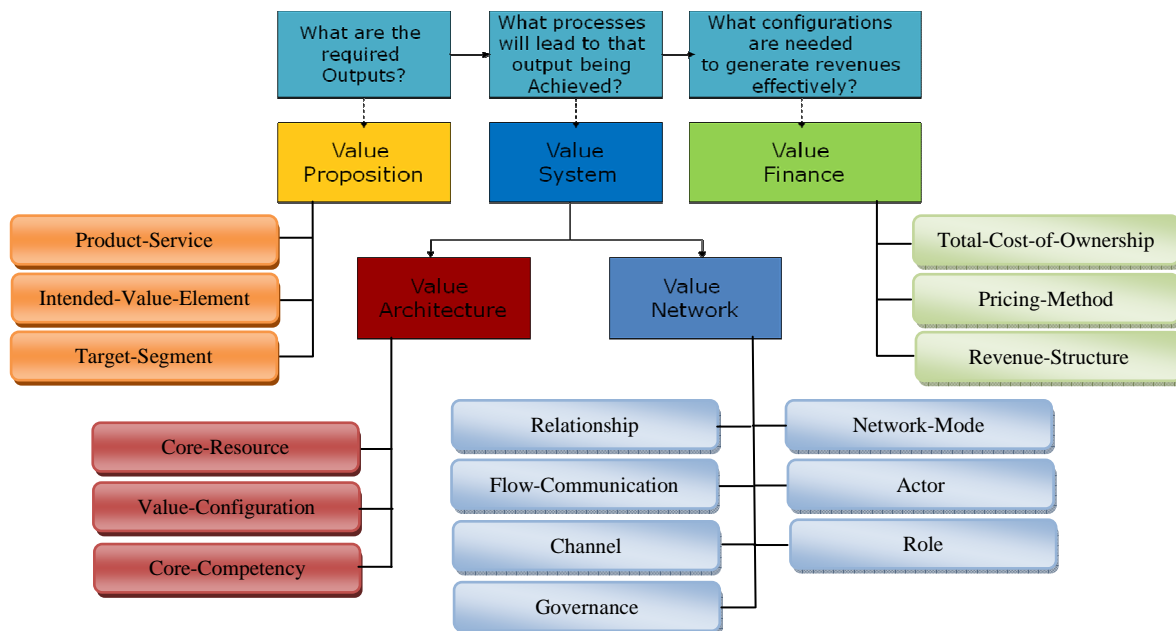 What are the
required
Outputs?
What processes
will lead to that
output being
Achieved?
What configurations
are needed
to generate revenues
effectively?
Value
Proposition
Value
System
Value
Finance
Product-Service
Intended-Value-Element
Target-Segment
Value
Architecture
Value
Network
Total-Cost-of-Ownership
Pricing-Method
Revenue-Structure
Core-Resource
Value-Configuration
Core-Competency
Relationship
Network-Mode
Flow-Communication
Actor
Channel
Role
Governance